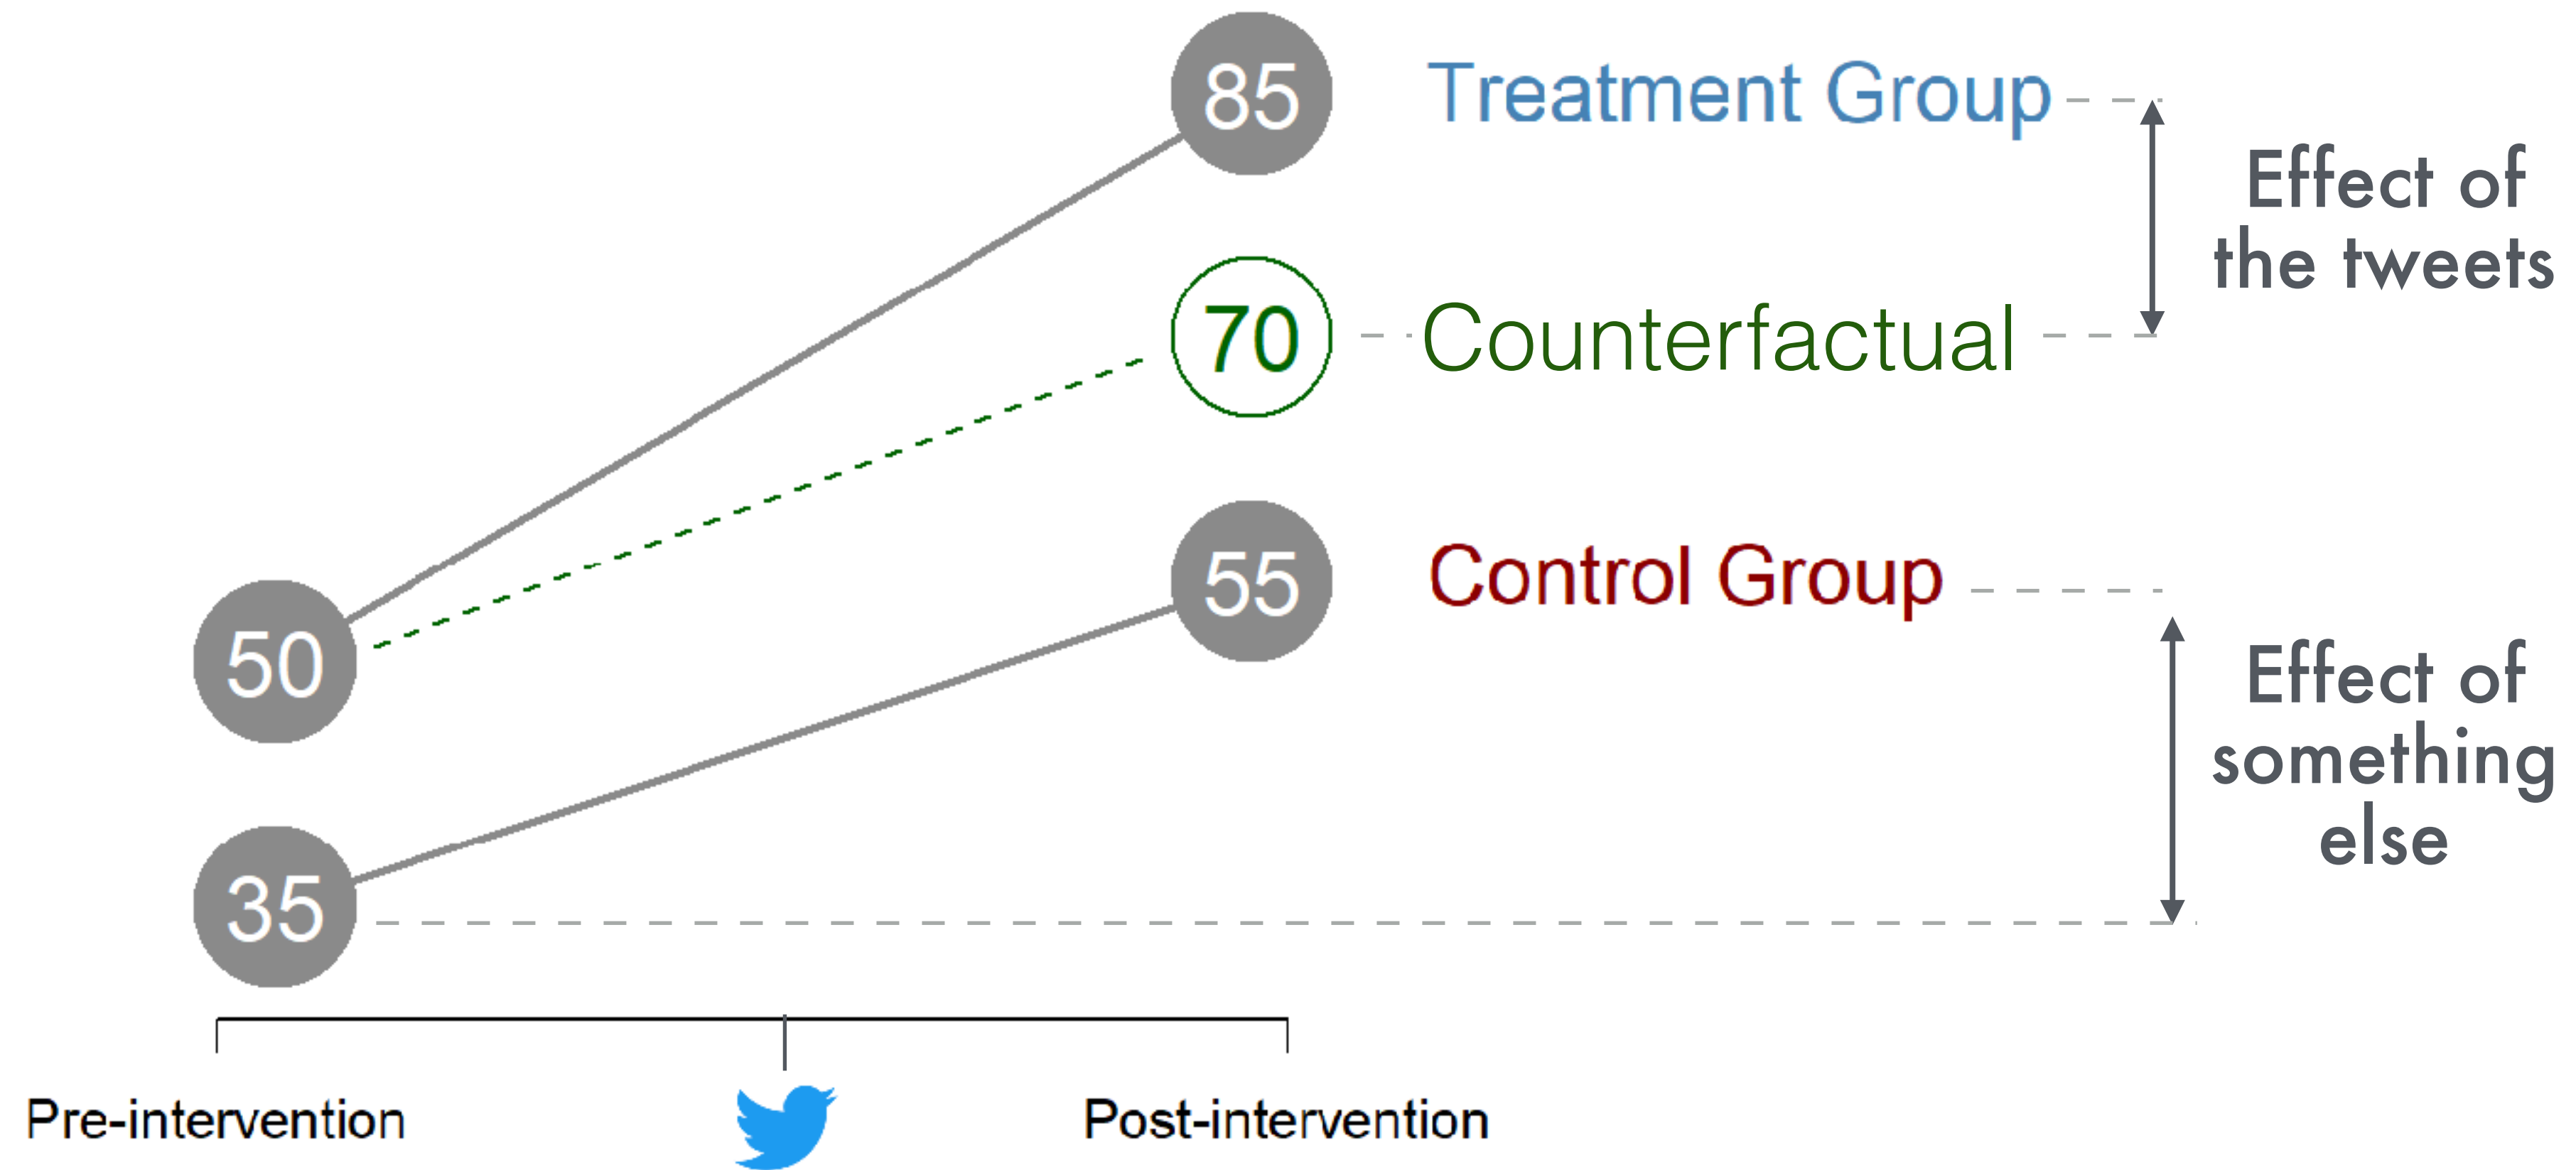 85
Treatment Group
Effect of
the tweets
70
Counterfactual
55
Control Group
50
Effect of
something
else
35
Pre-intervention
Post-intervention